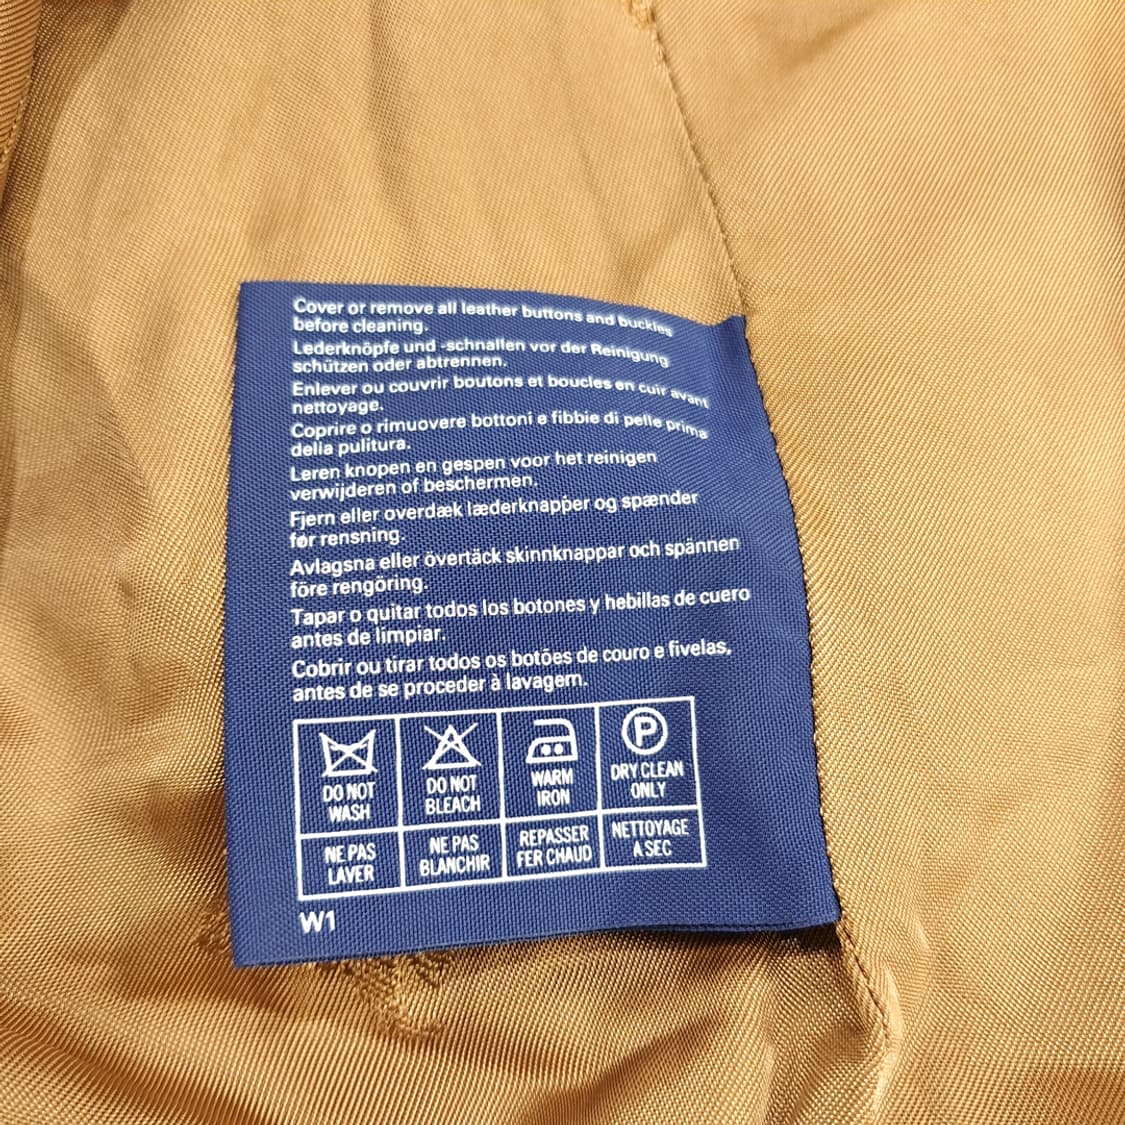 Cover or remove all leather buttons and buckles
before cleaning.
Lederknöpfe und -schnallen vor der Reinigung
schützen oder abtrennen.
Enlever ou couvrir boutons et boucles en cuir avant
nettoyage.
Coprire o rimuovere bottoni e fibbie di pelle prima
della pulitura.
Leren knopen en gespen voor het reinigen
verwijderen of beschermen.
Fjern eller overdæk læderknapper og spænder
før rensning.
Avlagsna eller övertäck skinnknappar och spännen
före rengöring.
Tapar o quitar todos los botones y hebillas de cuero
antes de limpiar.
Cobrir ou tirar todos os botões de couro e fivelas,
antes de se proceder à lavagem.
P
DO NOT
WASH
DO NOT
BLEACH
WARM
IRON
DRY CLEAN
ONLY
NE PAS
LAVER
NE PAS
BLANCHIR
REPASSER
FER CHAUD
NETTOYAGE
A SEC
W1